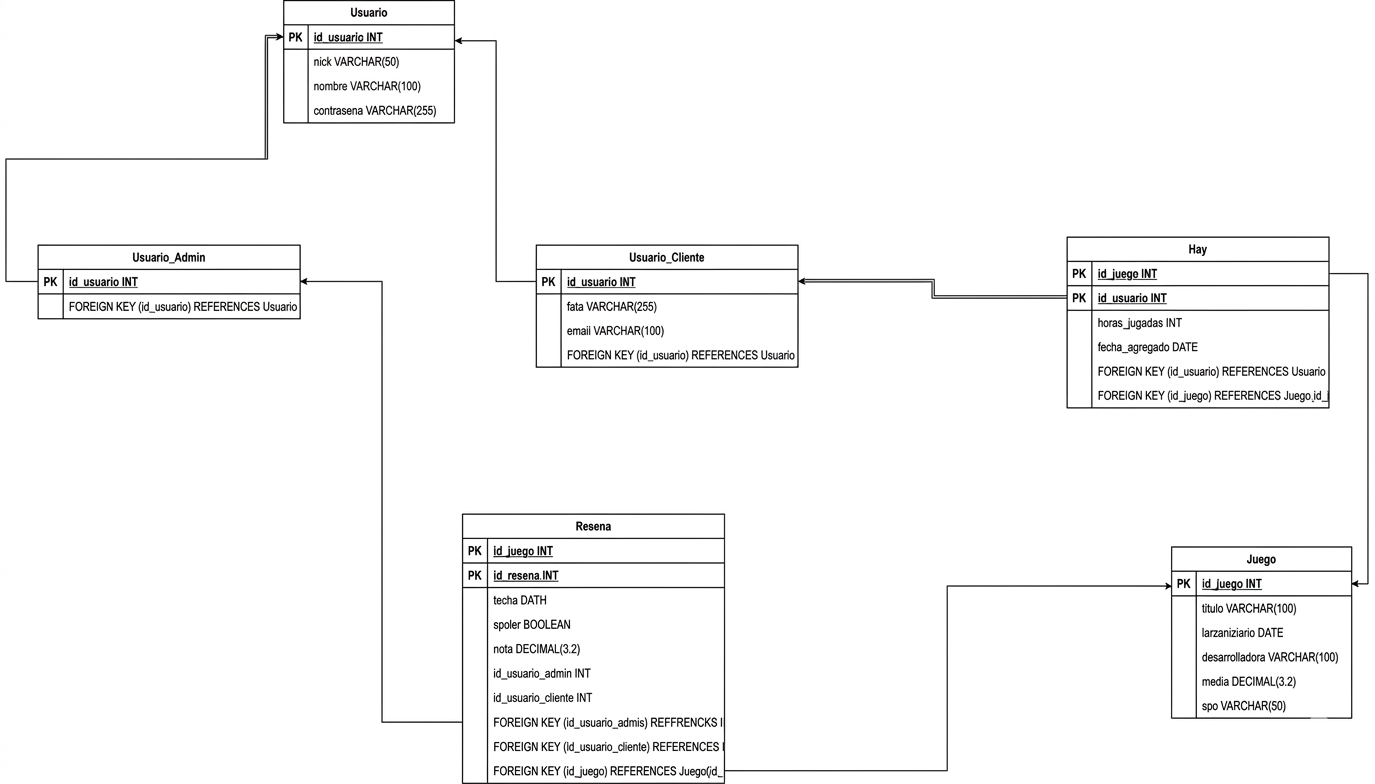 Usuario
PK id_usuario INT
nick VARCHAR(50)
nombre VARCHAR(100)
contrasena VARCHAR(255)
Usuario_Admin
PK id_usuario INT
FOREIGN KEY (id_usuario) REFERENCES Usuario
Usuario_Cliente
PK id_usuario INT
fata VARCHAR(255)
emaii VARCHAR(100)
FOREIGN KEY (id_usuario) REFERENCES Usuario
Hay
PK id_juego INT
PK id_usuario INT
horas_jugadas INT
fecha_agregado DATE
FOREIGN KEY (id_usuario) REFERENCES Usuario
FOREIGN KEY (id_juego) REFERENCES Juego.id_j
Resena
PK id_juego INT
PK id_resena.INT
techa DATH
spoler BOOLEAN
nota DECIMAL(3.2)
id_usuario_admin INT
id_usuario_cliente INT
FOREIGN KEY (id_usuario_admis) REFFRENCKS
FOREIGN KEY (id_usuario_cliente) REFERENCES
FOREIGN KEY (id_juego) REFERENCES Juego(id_
Juego
PK id_juego INT
titulo VARCHAR(100)
larzaniziario DATE
desarrolladora VARCHAR(100)
media DECIMAL(3.2)
spo VARCHAR(50)